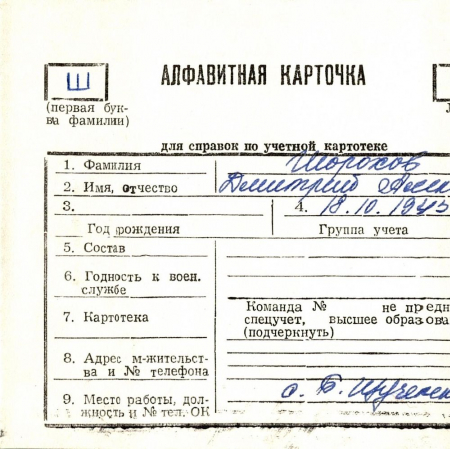 Ш
АЛФАВИТНАЯ КАРТОЧКА
(первая бук-
ва фамилии)
для справок по учетной картотеке
1. Фамилия Шорохов
2. Имя, отчество Дмитрий
3. 4. 18.10.1945
Год рождения Группа учета
5. Состав
6. Годность к воен.
службе
Команда № не предн
7. Картотека спецучет, высшее образова
(подчеркнуть)
8. Адрес м-жительст-
ва и № телефона
9. Место работы, дол-
жность и № тел. ОК
с. Б.